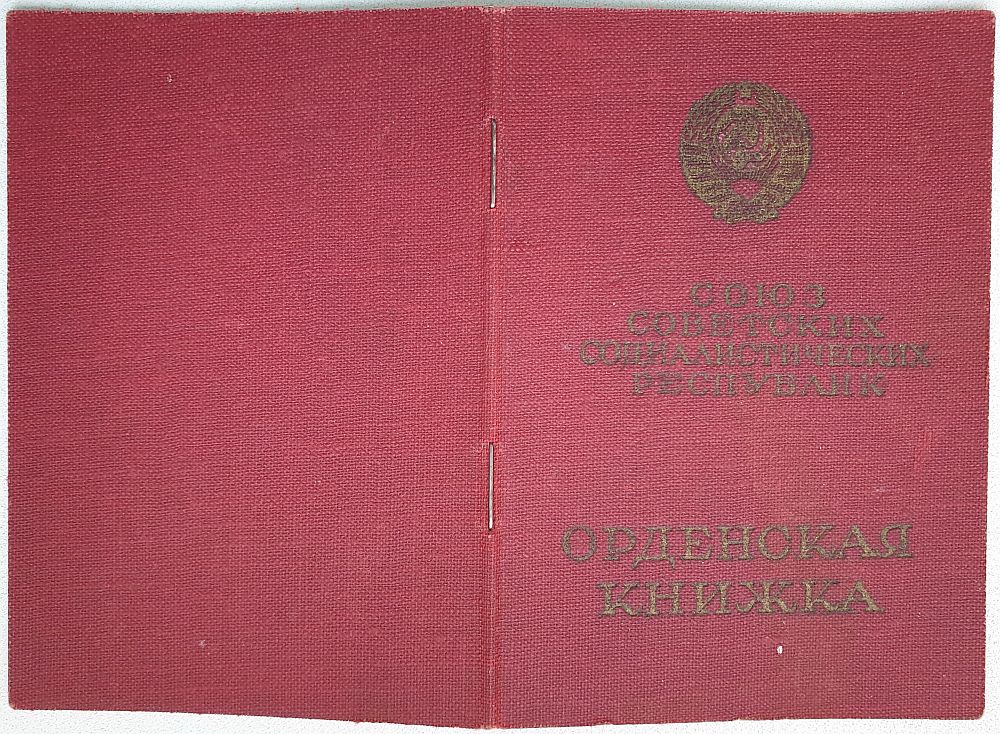 СОЮЗ
СОВЕТСКИХ
СОЦИАЛИСТИЧЕСКИХ
РЕСПУБЛИК
ОРДЕНСКАЯ
КНИЖКА